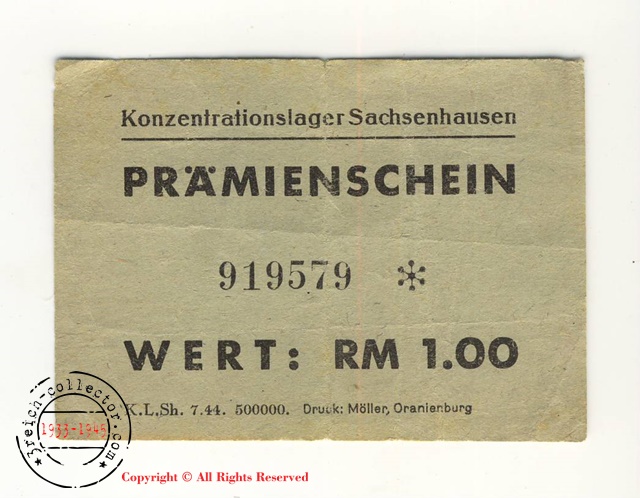 Konzentrationslager Sachsenhausen
PRÄMIENSCHEIN
919579 *
WERT: RM 1.00
K.L.Sh. 7.44. 500000. Druck: Möller, Oranienburg
3reich-collector.com
1933-1945
Copyright © All Rights Reserved